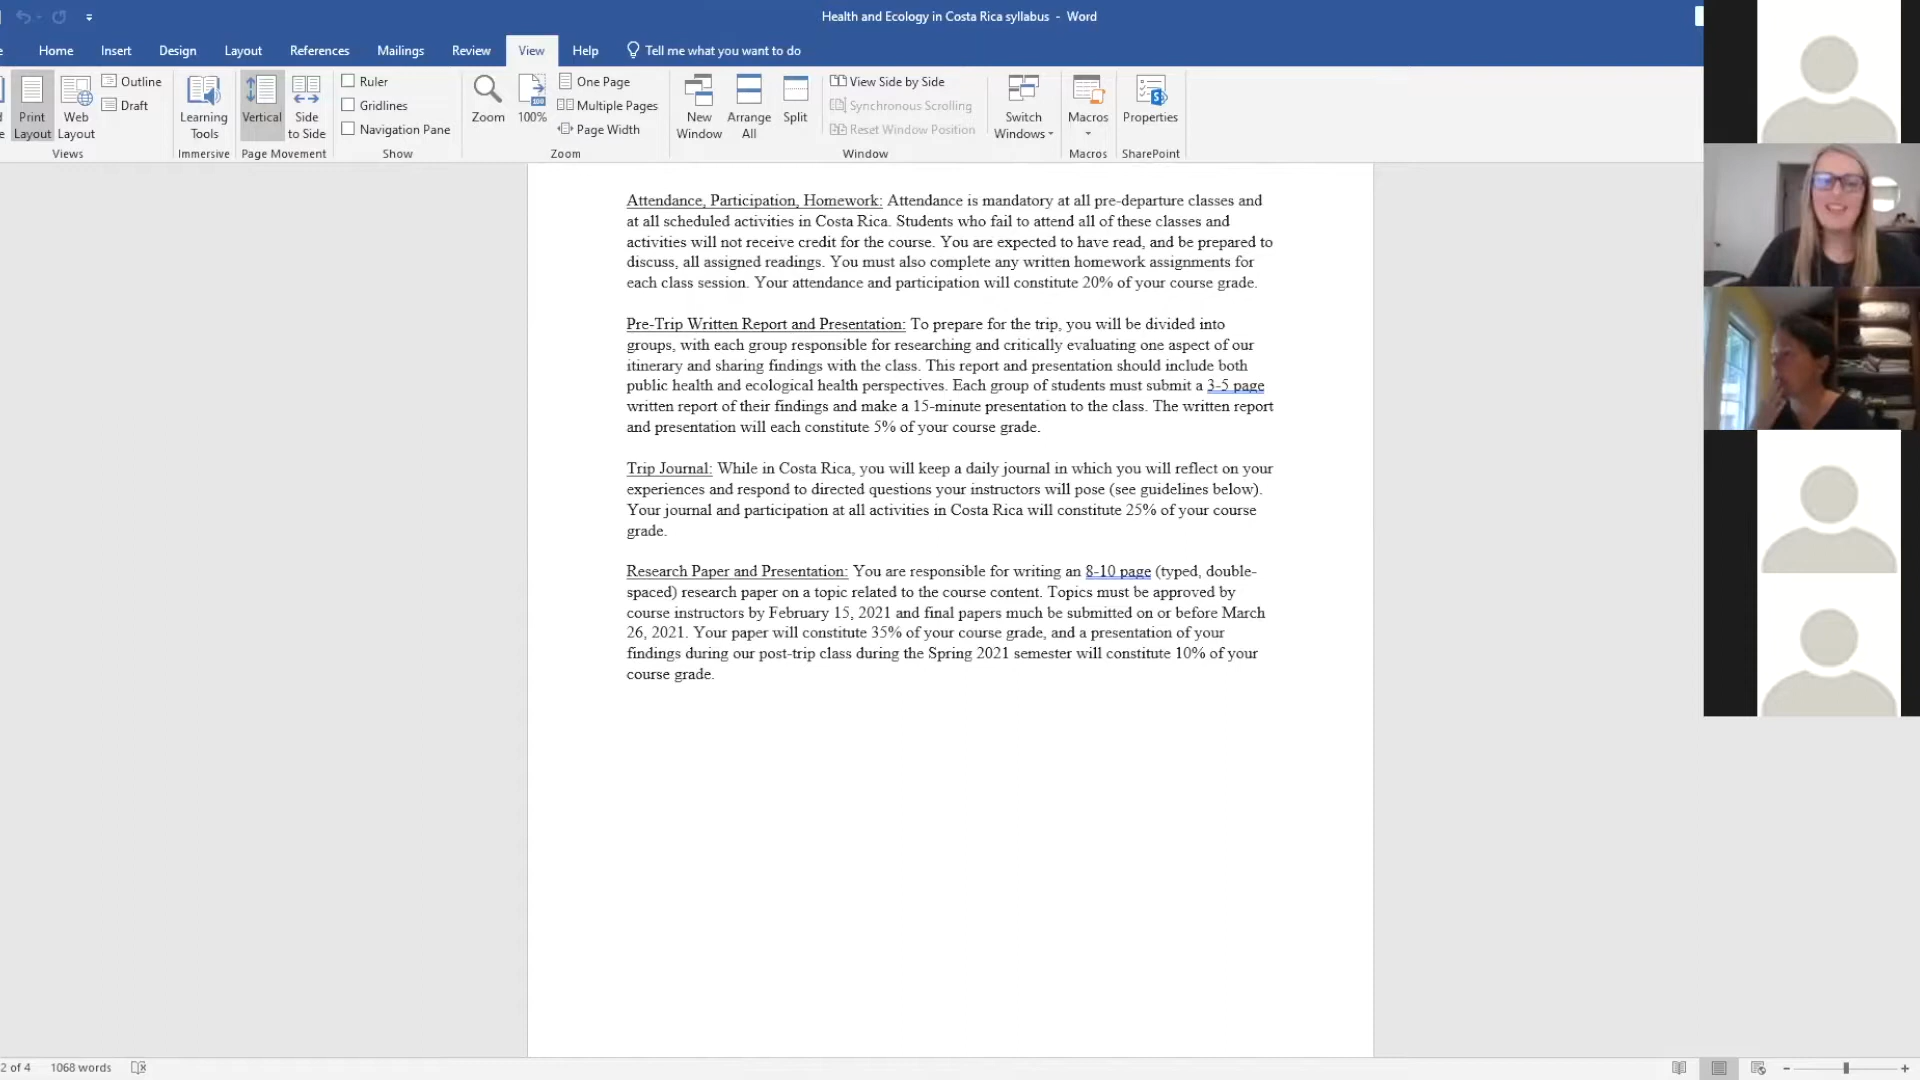 Health and Ecology in Costa Rica syllabus - Word
Home Insert Design Layout References Mailings Review View Help Tell me what you want to do
Print Layout
Web Layout
Outline
Draft
Views
Learning Tools
Immersive
Vertical
Side to Side
Page Movement
Ruler
Gridlines
Navigation Pane
Show
Zoom
100
100%
One Page
Multiple Pages
Page Width
Zoom
New Window
Arrange All
Split
View Side by Side
Synchronous Scrolling
Reset Window Position
Switch Windows
Window
Macros
Macros
Properties
SharePoint
Attendance, Participation, Homework: Attendance is mandatory at all pre-departure classes and
at all scheduled activities in Costa Rica. Students who fail to attend all of these classes and
activities will not receive credit for the course. You are expected to have read, and be prepared to
discuss, all assigned readings. You must also complete any written homework assignments for
each class session. Your attendance and participation will constitute 20% of your course grade.
Pre-Trip Written Report and Presentation: To prepare for the trip, you will be divided into
groups, with each group responsible for researching and critically evaluating one aspect of our
itinerary and sharing findings with the class. This report and presentation should include both
public health and ecological health perspectives. Each group of students must submit a 3-5 page
written report of their findings and make a 15-minute presentation to the class. The written report
and presentation will each constitute 5% of your course grade.
Trip Journal: While in Costa Rica, you will keep a daily journal in which you will reflect on your
experiences and respond to directed questions your instructors will pose (see guidelines below).
Your journal and participation at all activities in Costa Rica will constitute 25% of your course
grade.
Research Paper and Presentation: You are responsible for writing an 8-10 page (typed, double-
spaced) research paper on a topic related to the course content. Topics must be approved by
course instructors by February 15, 2021 and final papers much be submitted on or before March
26, 2021. Your paper will constitute 35% of your course grade, and a presentation of your
findings during our post-trip class during the Spring 2021 semester will constitute 10% of your
course grade.
2 of 4 1068 words